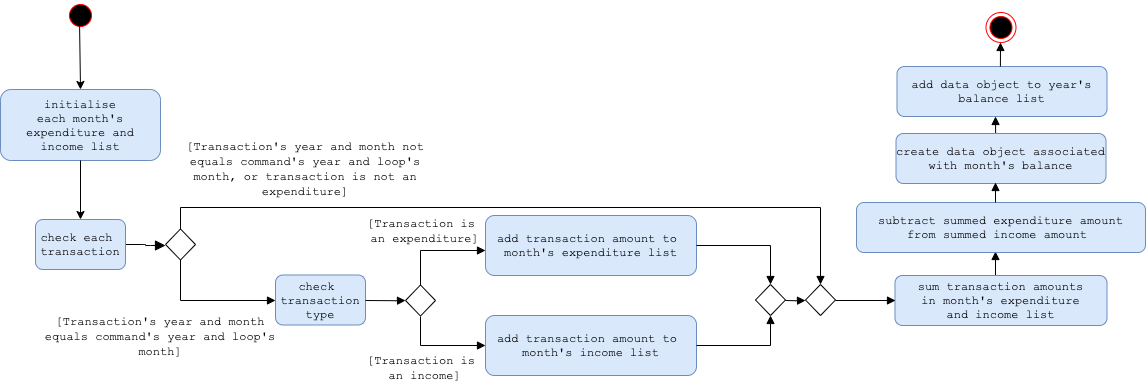 initialise
each month's
expenditure and
income list
check each
transaction
[Transaction's year and month not
equals command's year and loop's
month, or transaction is not an
expenditure]
[Transaction's year and month
equals command's year and loop's
month]
check
transaction
type
[Transaction is
an expenditure]
add transaction amount to
month's expenditure list
[Transaction is
an income]
add transaction amount to
month's income list
sum transaction amounts
in month's expenditure
and income list
subtract summed expenditure amount
from summed income amount
create data object associated
with month's balance
add data object to year's
balance list